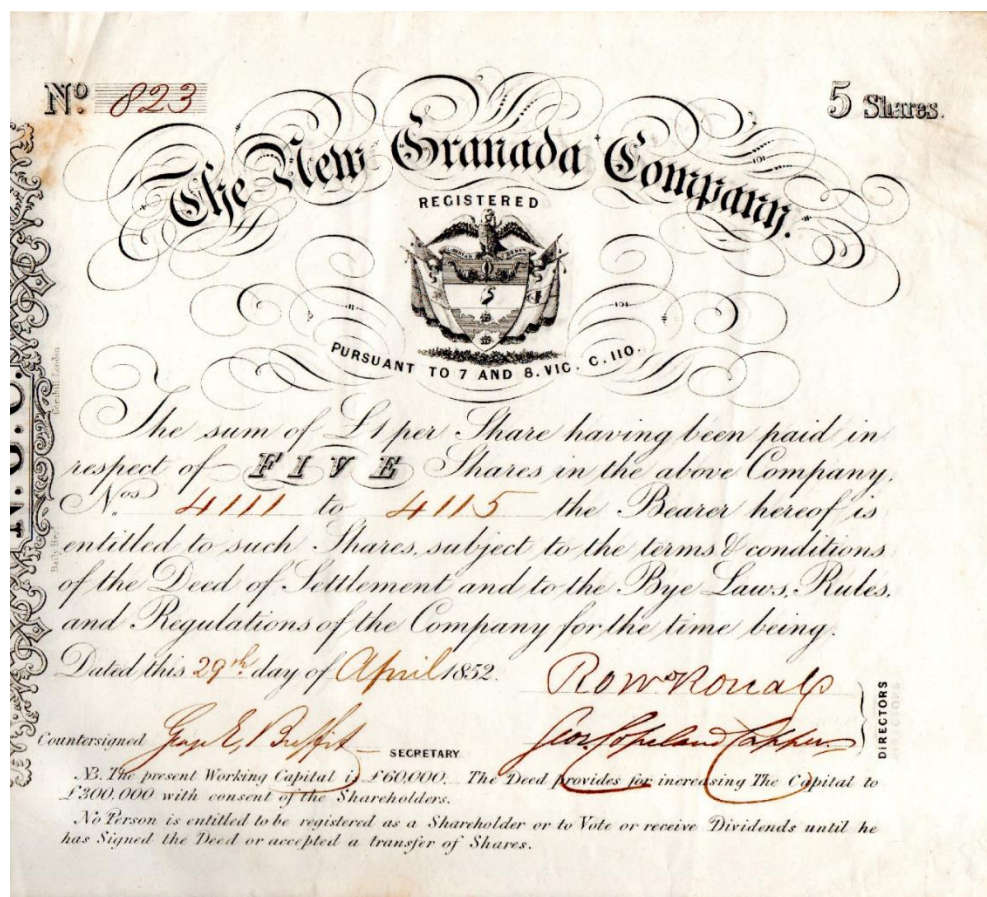 No. 823
5 Shares.
The New Granada Company.
REGISTERED
PURSUANT TO 7 AND 8. VIC. C. 110.
The sum of £1 per Share having been paid in
respect of FIVE Shares in the above Company,
Nos. 4111 to 4115 the Bearer hereof is
entitled to such Shares, subject to the terms & conditions
of the Deed of Settlement and to the Bye Laws, Rules,
and Regulations of the Company for the time being.
Dated this 29th day of April 1852.
DIRECTORS
Countersigned
Geo Copeland Capper
SECRETARY
NB. The present Working Capital is £60,000. The Deed provides for increasing The Capital to
£300,000 with consent of the Shareholders.
No Person is entitled to be registered as a Shareholder or to Vote or receive Dividends until he
has Signed the Deed or accepted a transfer of Shares.
N. G. C.
Cornhill, London